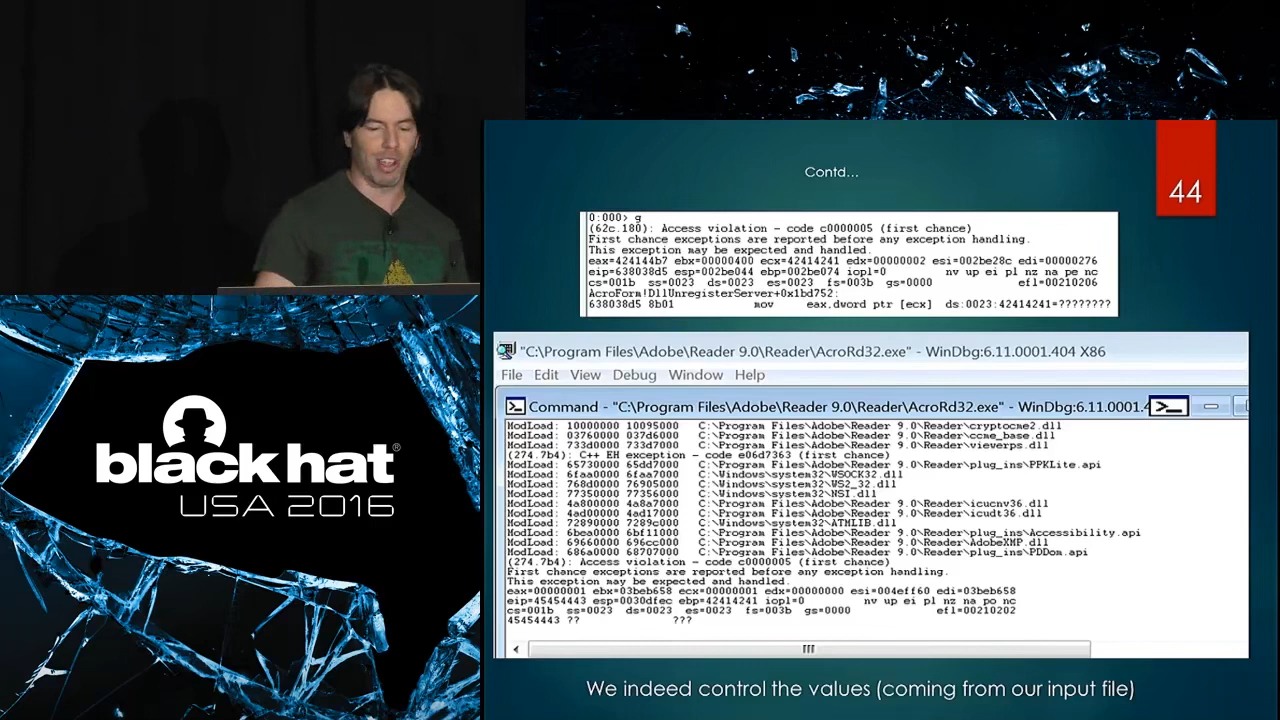 Contd...
44
0:000> g
(62c.180): Access violation - code c0000005 (first chance)
First chance exceptions are reported before any exception handling.
This exception may be expected and handled.
eax=424144b7 ebx=00000400 ecx=42414241 edx=00000002 esi=002be28c edi=00000276
eip=638038d5 esp=002be044 ebp=002be074 iopl=0 nv up ei pl nz na pe nc
cs=001b ss=0023 ds=0023 es=0023 fs=003b gs=0000 efl=00210206
AcroForm!DllUnregisterServer+0x1bd752:
638038d5 8b01 mov eax,dword ptr [ecx] ds:0023:42414241=????????
"C:\Program Files\Adobe\Reader 9.0\Reader\AcroRd32.exe" - WinDbg:6.11.0001.404 X86
File Edit View Debug Window Help
Command - "C:\Program Files\Adobe\Reader 9.0\Reader\AcroRd32.exe" - WinDbg:6.11.0001.4
ModLoad: 10000000 10095000 C:\Program Files\Adobe\Reader 9.0\Reader\cryptocme2.dll
ModLoad: 03760000 037d6000 C:\Program Files\Adobe\Reader 9.0\Reader\ccme_base.dll
ModLoad: 733d0000 733d7000 C:\Program Files\Adobe\Reader 9.0\Reader\vieverps.dll
(274.7b4): C++ EH exception - code e06d7363 (first chance)
ModLoad: 65730000 65dd7000 C:\Program Files\Adobe\Reader 9.0\Reader\plug_ins\PPKLite.api
ModLoad: 6faa0000 6faa7000 C:\Windows\system32\WSOCK32.dll
ModLoad: 768d0000 76905000 C:\Windows\system32\WS2_32.dll
ModLoad: 77350000 77356000 C:\Windows\system32\NSI.dll
ModLoad: 4a800000 4a8a7000 C:\Program Files\Adobe\Reader 9.0\Reader\icucnv36.dll
ModLoad: 4ad00000 4ad17000 C:\Program Files\Adobe\Reader 9.0\Reader\icudt36.dll
ModLoad: 72890000 7289c000 C:\Windows\system32\ATMLIB.dll
ModLoad: 6bea0000 6bf11000 C:\Program Files\Adobe\Reader 9.0\Reader\plug_ins\Accessibility.api
ModLoad: 69660000 696cc000 C:\Program Files\Adobe\Reader 9.0\Reader\AdobeXMP.dll
ModLoad: 686a0000 68707000 C:\Program Files\Adobe\Reader 9.0\Reader\plug_ins\PDDom.api
(274.7b4): Access violation - code c0000005 (first chance)
First chance exceptions are reported before any exception handling.
This exception may be expected and handled.
eax=00000001 ebx=03beb658 ecx=00000001 edx=00000000 esi=004eff60 edi=03beb658
eip=45454443 esp=0030dfec ebp=42414241 iopl=0 nv up ei pl nz na po nc
cs=001b ss=0023 ds=0023 es=0023 fs=003b gs=0000 efl=00210202
45454443 ?? ???
We indeed control the values (coming from our input file)
black hat®
USA 2016